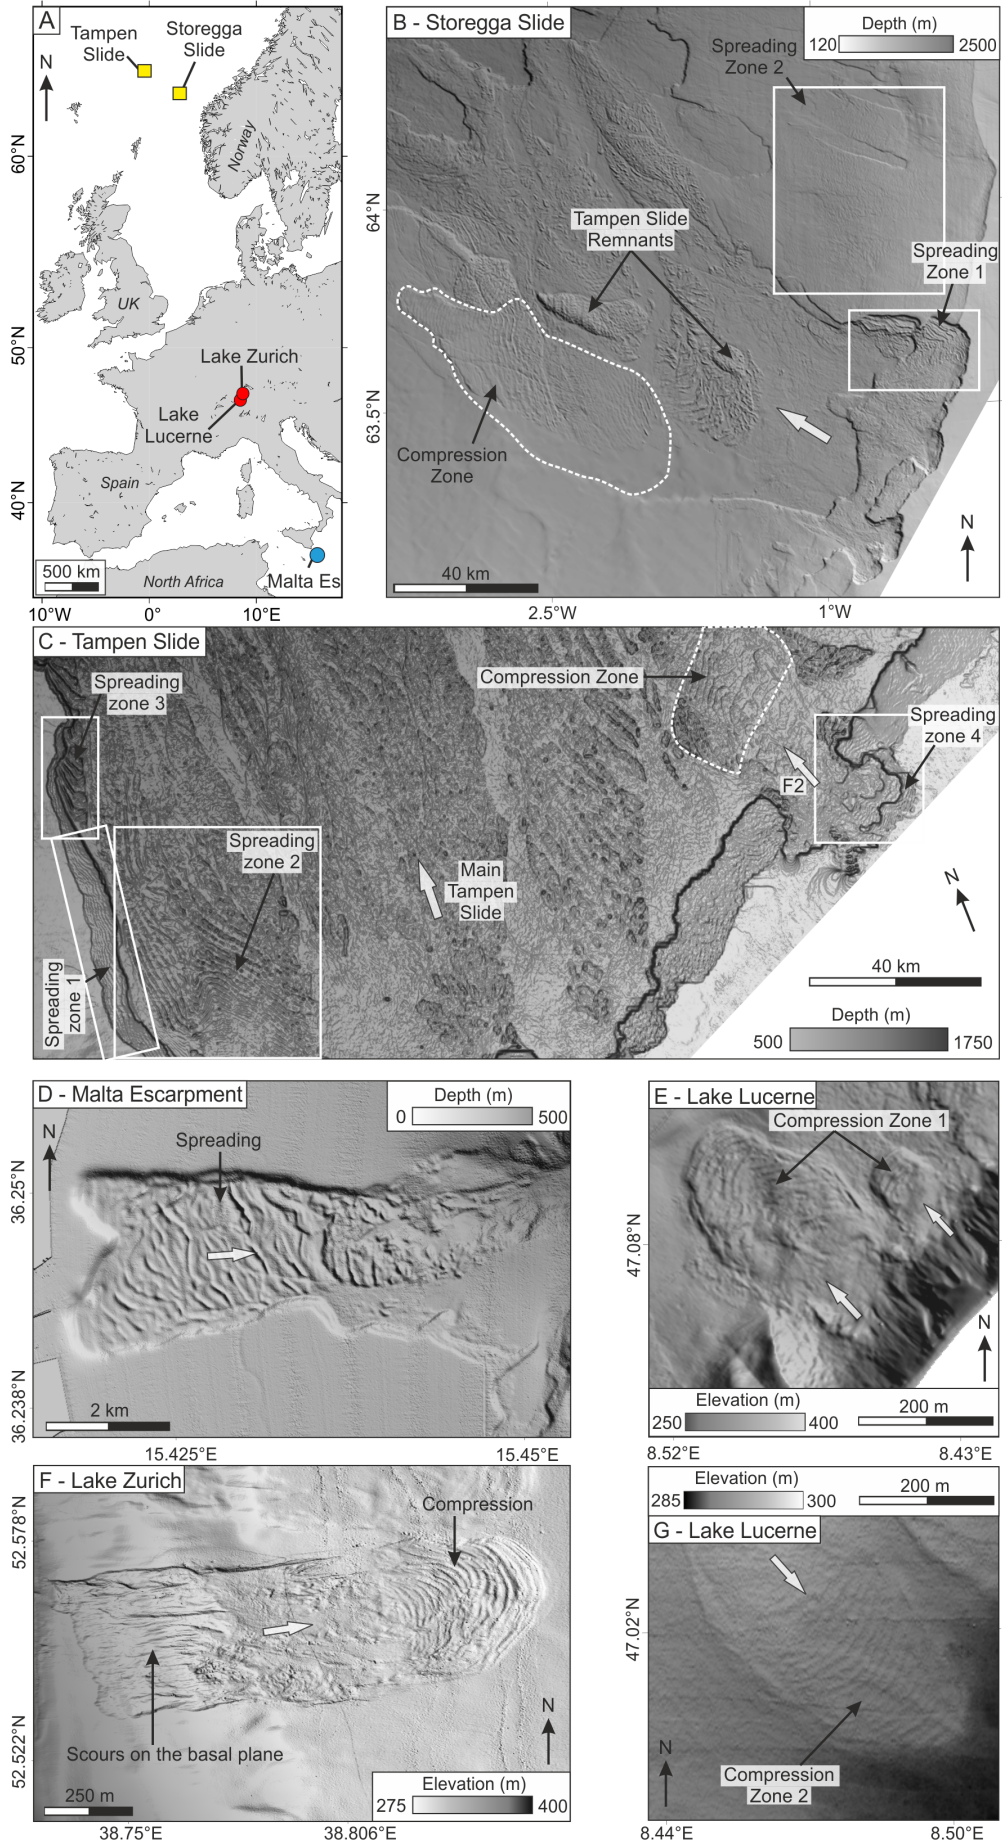 A
Tampen
Slide
Storegga
Slide
N
Norway
UK
Lake Zurich
Lake
Lucerne
Spain
North Africa
Malta Es
500 km
60°N
50°N
40°N
10°W
0°
10°E
B - Storegga Slide
Depth (m)
120
2500
Spreading
Zone 2
Tampen Slide
Remnants
Spreading
Zone 1
Compression
Zone
N
40 km
64°N
63.5°N
2.5°W
1°W
C - Tampen Slide
Spreading
zone 3
Compression Zone
Spreading
zone 4
F2
Spreading
zone 2
Main
Tampen
Slide
N
Spreading
zone 1
40 km
Depth (m)
500
1750
D - Malta Escarpment
Depth (m)
0
500
N
Spreading
2 km
36.25°N
36.238°N
15.425°E
15.45°E
E - Lake Lucerne
Compression Zone 1
N
47.08°N
Elevation (m)
250
400
200 m
8.52°E
8.43°E
F - Lake Zurich
Compression
Scours on the basal plane
N
250 m
Elevation (m)
275
400
52.578°N
52.522°N
38.75°E
38.806°E
Elevation (m)
285
300
200 m
G - Lake Lucerne
47.02°N
N
Compression
Zone 2
8.44°E
8.50°E